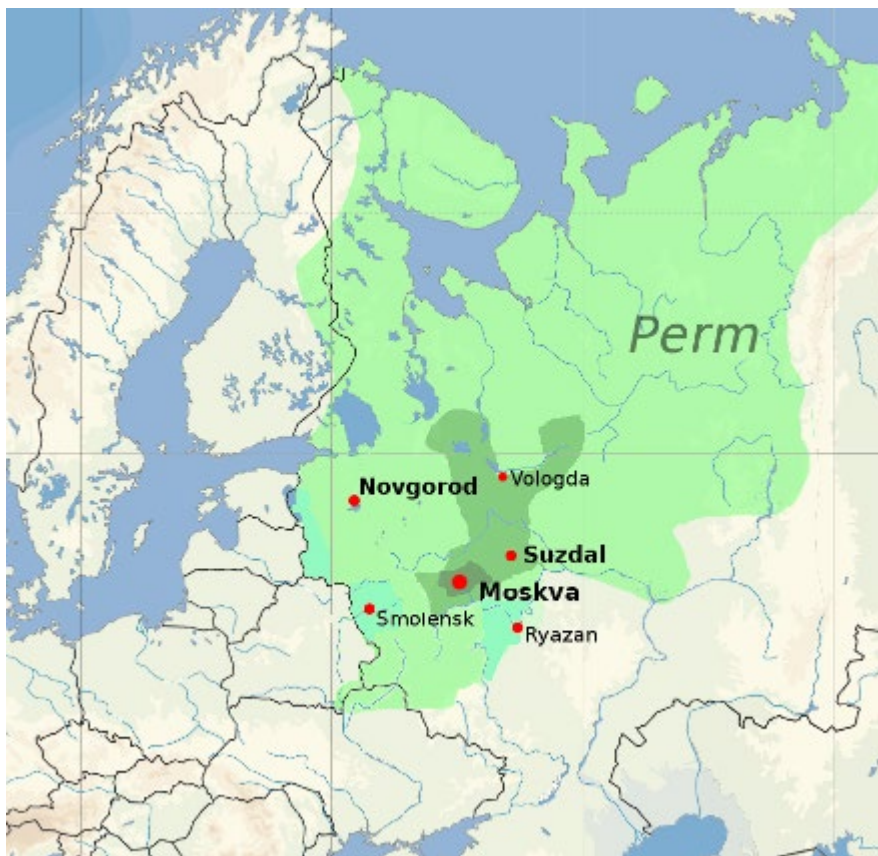 Perm
Novgorod
Vologda
Suzdal
Moskva
Smolensk
Ryazan